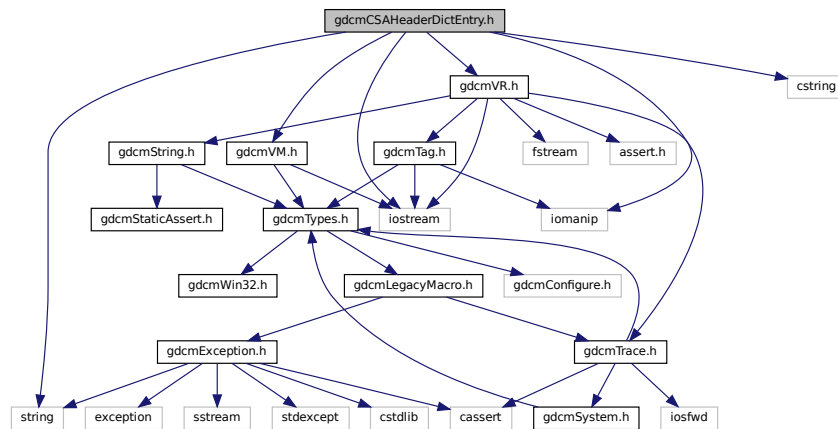 gdcmCSAHeaderDictEntry.h
gdcmVR.h
cstring
gdcmString.h
gdcmVM.h
gdcmTag.h
fstream
assert.h
gdcmStaticAssert.h
gdcmTypes.h
iostream
iomanip
gdcmWin32.h
gdcmLegacyMacro.h
gdcmConfigure.h
gdcmException.h
gdcmTrace.h
string
exception
sstream
stdexcept
cstdlib
cassert
gdcmSystem.h
iosfwd